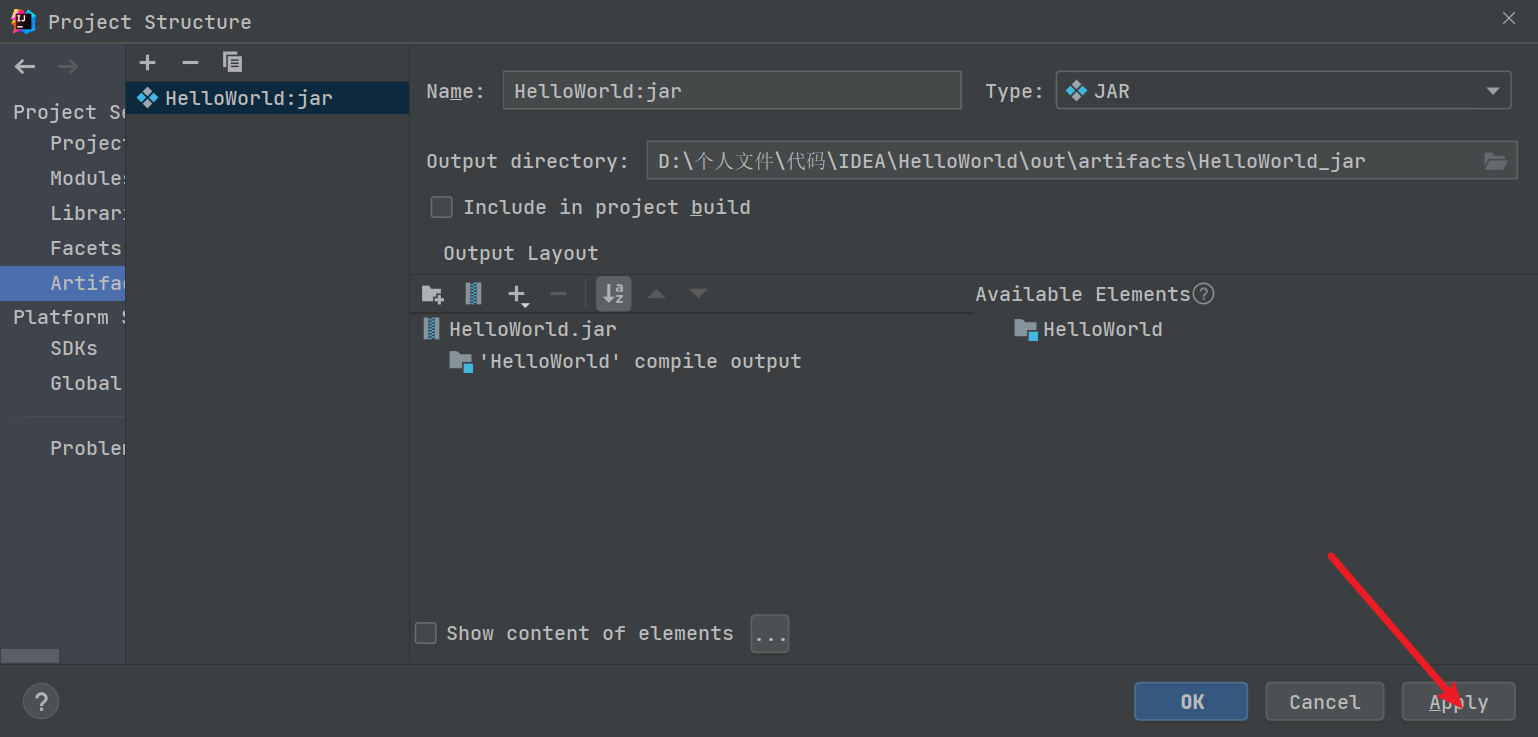 Project Structure
Project Se
Project
Modules
Librari
Facets
Artifac
Platform S
SDKs
Global
Problem
HelloWorld:jar
Name: HelloWorld:jar Type: JAR
Output directory: D:\个人文件\代码\IDEA\HelloWorld\out\artifacts\HelloWorld_jar
Include in project build
Output Layout
Available Elements
HelloWorld.jar
'HelloWorld' compile output
HelloWorld
Show content of elements ...
OK Cancel Apply